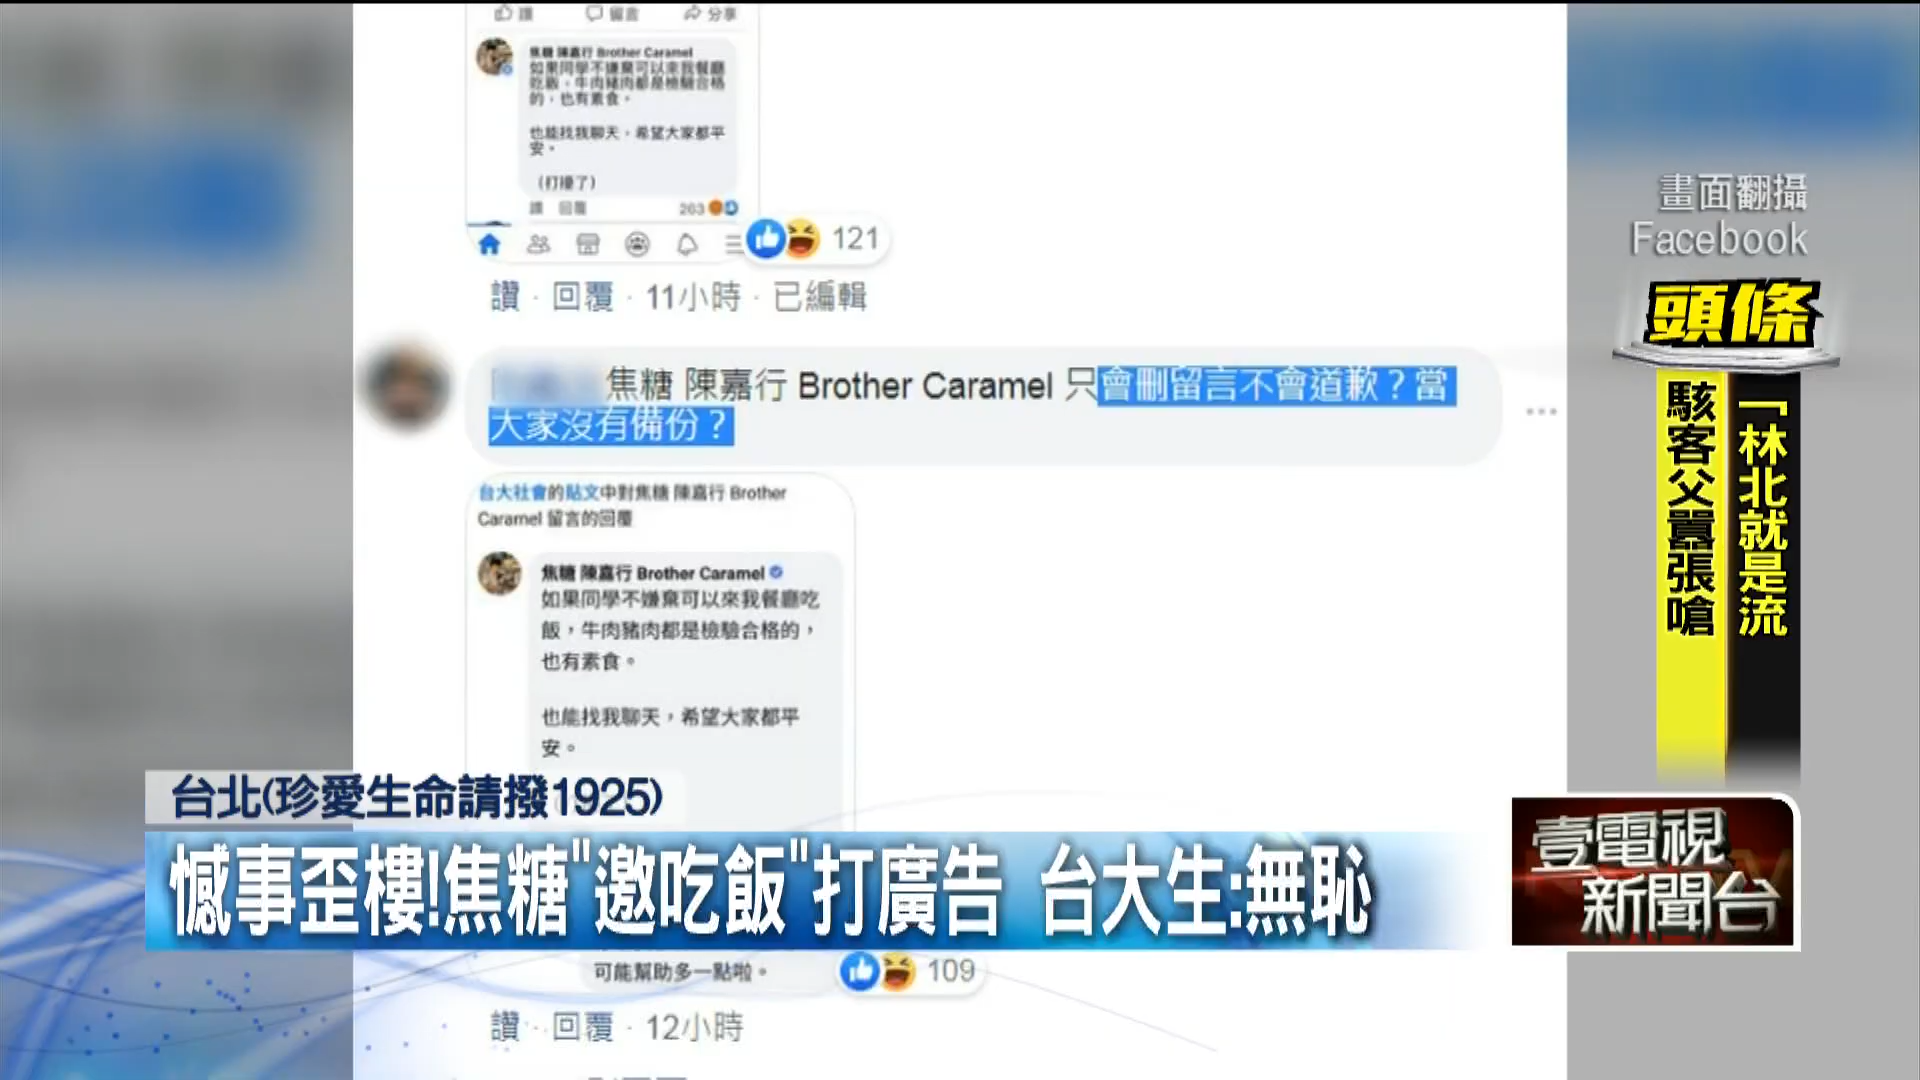 讚 留言 分享
焦糖 陳嘉行 Brother Caramel
如果同學不嫌棄可以來我餐廳
吃飯，牛肉豬肉都是檢驗合格
的，也有素食。
也能找我聊天，希望大家都平
安。
（打擾了）
讚 回覆 263
121
讚 · 回覆 · 11小時 · 已編輯
焦糖 陳嘉行 Brother Caramel 只會刪留言不會道歉？當
大家沒有備份？
台大社會的貼文中對焦糖 陳嘉行 Brother
Caramel 留言的回覆
焦糖 陳嘉行 Brother Caramel
如果同學不嫌棄可以來我餐廳吃
飯，牛肉豬肉都是檢驗合格的，
也有素食。
也能找我聊天，希望大家都平
安。
可能幫助多一點啦。
109
讚 · 回覆 · 12小時
畫面翻攝
Facebook
頭條
「林北就是流
駭客父囂張嗆
台北(珍愛生命請撥1925)
憾事歪樓!焦糖"邀吃飯"打廣告 台大生:無恥
壹電視
新聞台